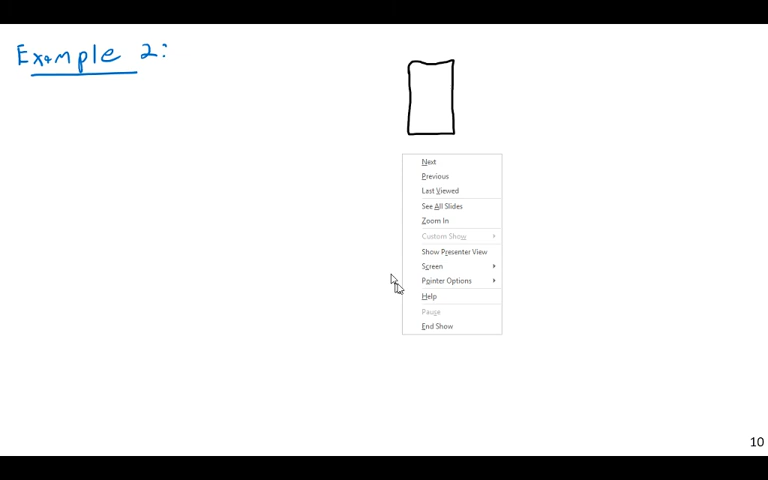 Example 2:
Next
Previous
Last Viewed
See All Slides
Zoom In
Custom Show
Show Presenter View
Screen
Pointer Options
Help
Pause
End Show
10